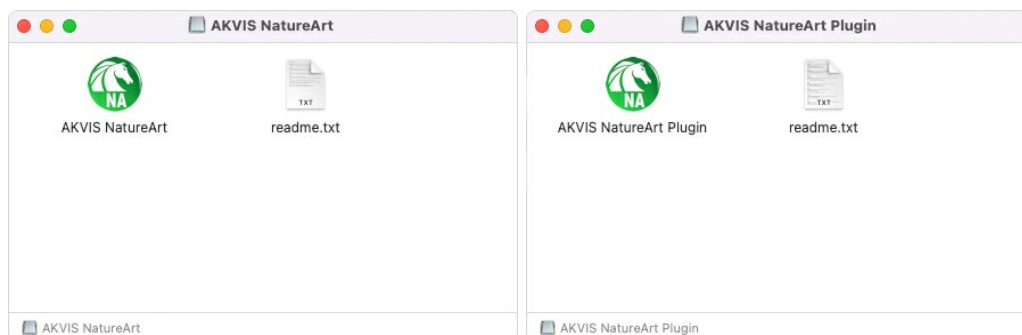 AKVIS NatureArt
NA
TXT
AKVIS NatureArt
readme.txt
AKVIS NatureArt
AKVIS NatureArt Plugin
NA
TXT
AKVIS NatureArt Plugin
readme.txt
AKVIS NatureArt Plugin